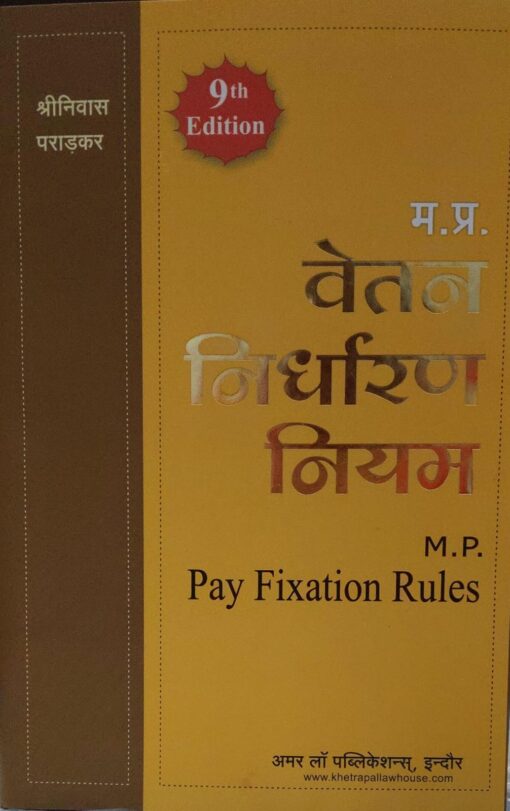 श्रीनिवास
पराड़कर
9th
Edition
म.प्र.
वेतन
निर्धारण
नियम
M.P.
Pay Fixation Rules
अमर लॉ पब्लिकेशन्स, इन्दौर
www.khetrapallawhouse.com